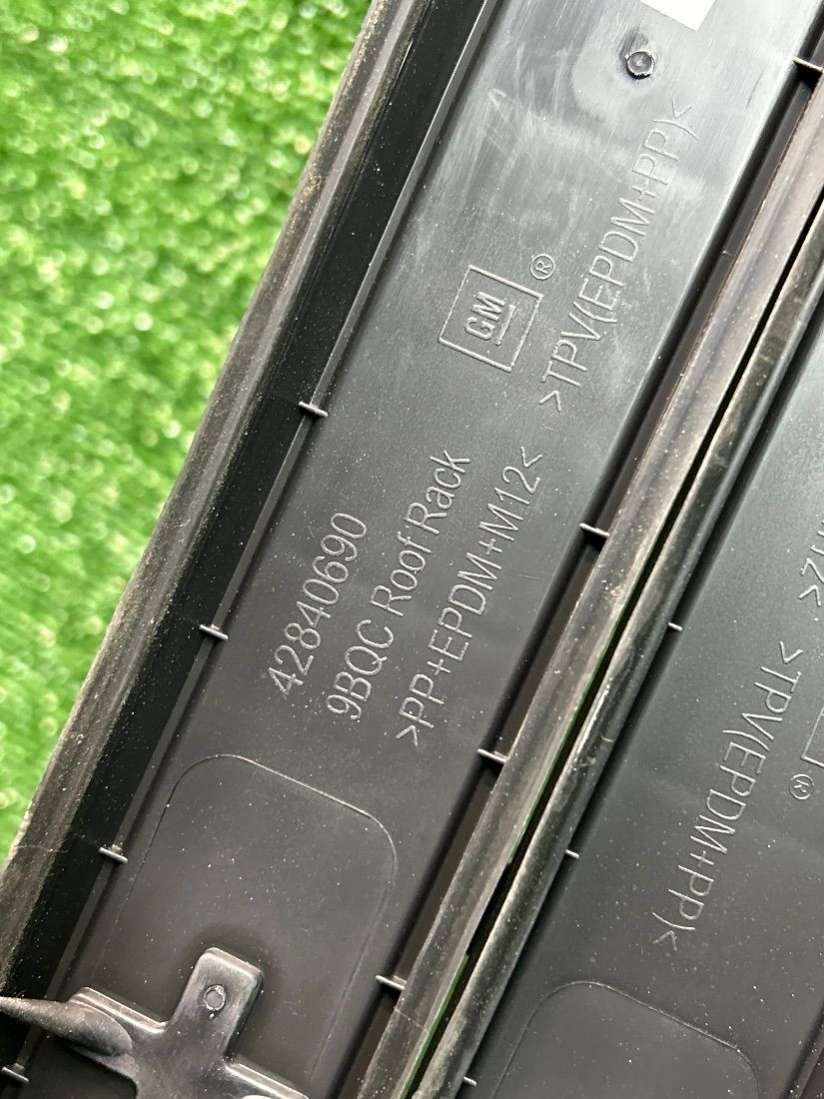 GM ®
42840690
9BQC Roof Rack
>PP+EPDM+M12<
>TPV(EPDM+PP)<
®
>TPV(EPDM+PP)<